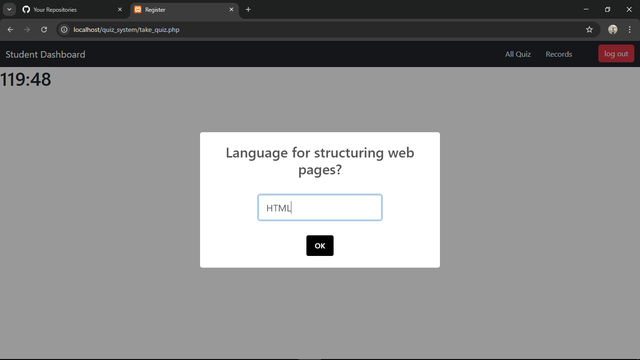 Your Repositories
Register
localhost/quiz_system/take_quiz.php
Student Dashboard
All Quiz
Records
log out
119:48
Language for structuring web
pages?
HTML
OK